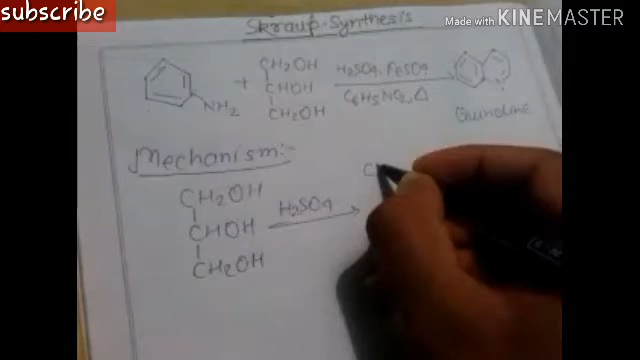 subscribe
Made with KINEMASTER
Skraup-Synthesis
NH2 + CH2OH CHOH CH2OH H2SO4, FeSO4 C6H5NO2, Δ
Quinoline
Mechanism:-
CH2OH
CHOH H2SO4 C
CH2OH